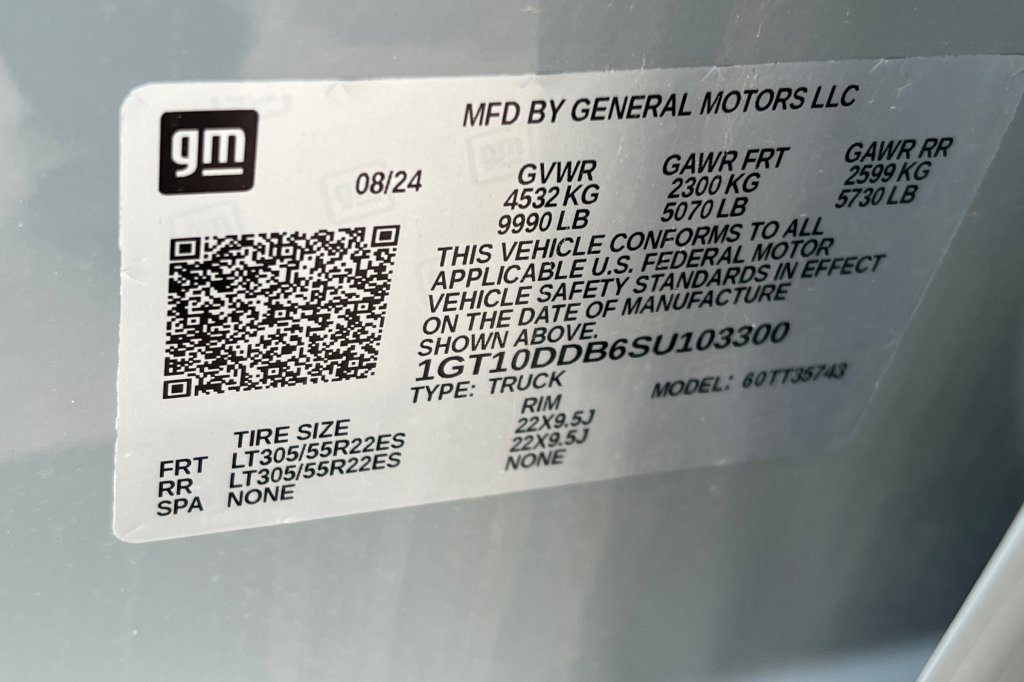 gm
MFD BY GENERAL MOTORS LLC
08/24
GVWR GAWR FRT GAWR RR
4532 KG 2300 KG 2599 KG
9990 LB 5070 LB 5730 LB
THIS VEHICLE CONFORMS TO ALL
APPLICABLE U.S. FEDERAL MOTOR
VEHICLE SAFETY STANDARDS IN EFFECT
ON THE DATE OF MANUFACTURE
SHOWN ABOVE.
1GT10DDB6SU103300
TYPE: TRUCK MODEL: 60TT35743
TIRE SIZE RIM
FRT LT305/55R22ES 22X9.5J
RR LT305/55R22ES 22X9.5J
SPA NONE NONE